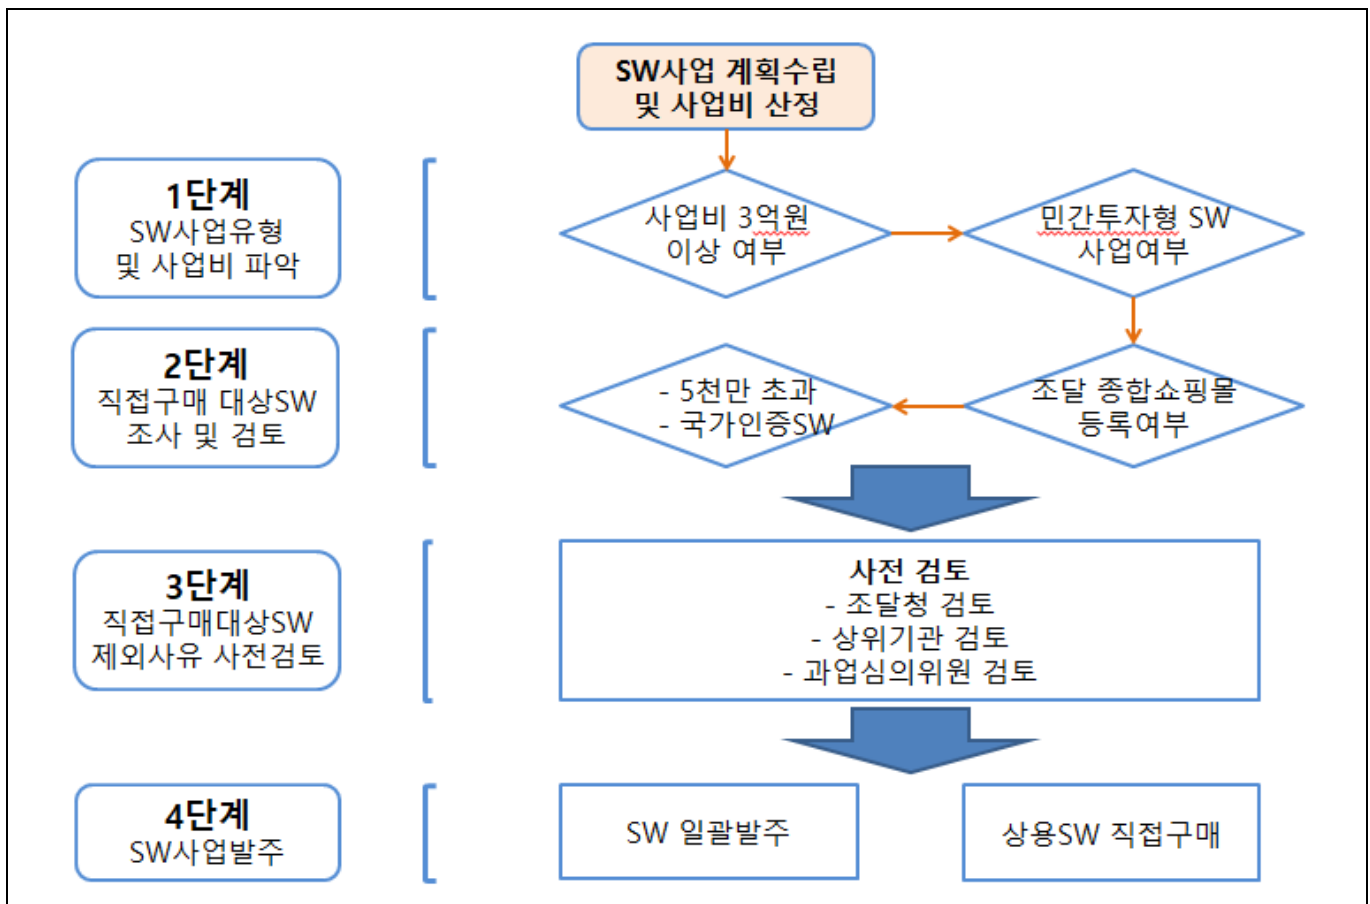 SW사업 계획수립
및 사업비 산정
1단계
SW사업유형
및 사업비 파악
사업비 3억원
이상 여부
민간투자형 SW
사업여부
2단계
직접구매 대상SW
조사 및 검토
- 5천만 초과
- 국가인증SW
조달 종합쇼핑몰
등록여부
3단계
직접구매대상SW
제외사유 사전검토
사전 검토
- 조달청 검토
- 상위기관 검토
- 과업심의위원 검토
4단계
SW사업발주
SW 일괄발주
상용SW 직접구매